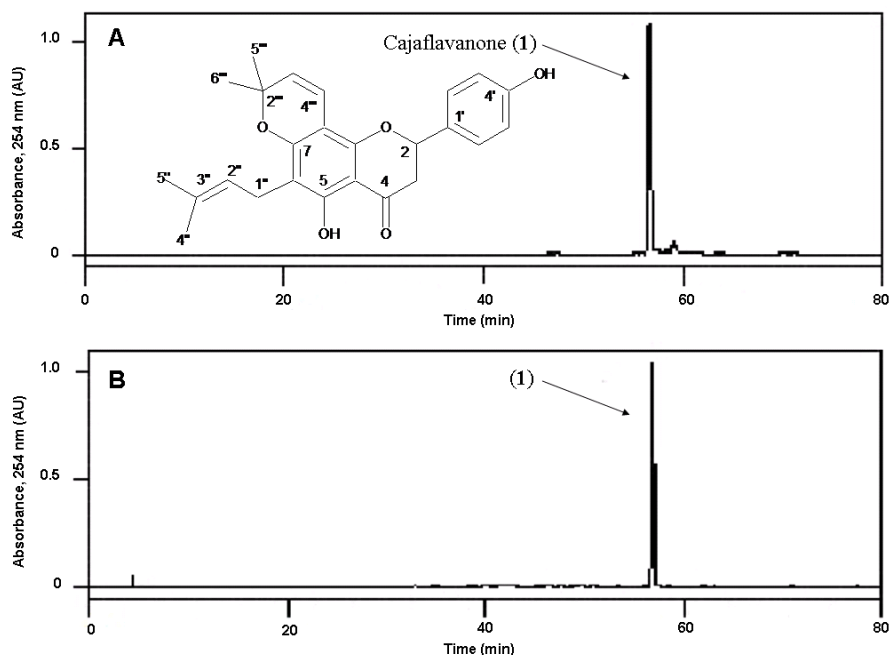 A
Cajaflavanone (1)
1.0
0.5
0
Absorbance, 254 nm (AU)
5'''
6'''
2'''
4'''
O
O
OH
4'
1'
7
2
2''
5''
3''
1''
5
4
4''
OH
O
0
20
40
60
80
Time (min)
B
(1)
1.0
0.5
0
Absorbance, 254 nm (AU)
0
20
40
60
80
Time (min)